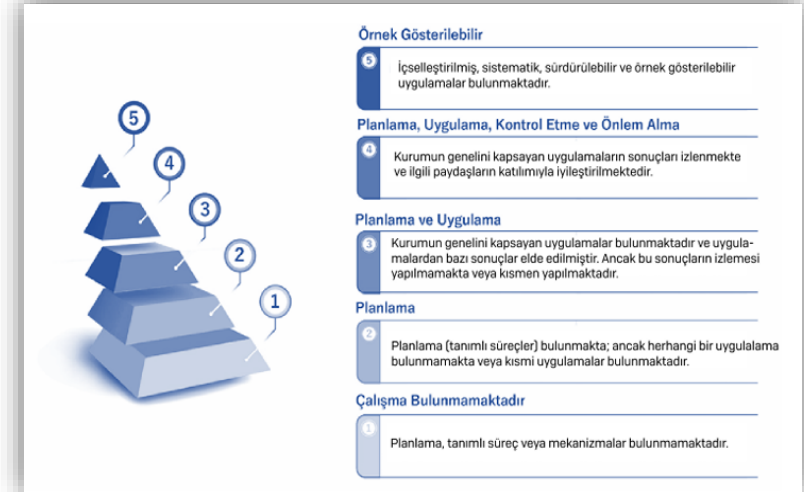 Örnek Gösterilebilir
5
İçselleştirilmiş, sistematik, sürdürülebilir ve örnek gösterilebilir
uygulamalar bulunmaktadır.
Planlama, Uygulama, Kontrol Etme ve Önlem Alma
4
Kurumun genelini kapsayan uygulamaların sonuçları izlenmekte
ve ilgili paydaşların katılımıyla iyileştirilmektedir.
Planlama ve Uygulama
3
Kurumun genelini kapsayan uygulamalar bulunmaktadır ve uygula-
malardan bazı sonuçlar elde edilmiştir. Ancak bu sonuçların izlemesi
yapılmamakta veya kısmen yapılmaktadır.
Planlama
2
Planlama (tanımlı süreçler) bulunmakta; ancak herhangi bir uygulalama
bulunmamakta veya kısmi uygulamalar bulunmaktadır.
Çalışma Bulunmamaktadır
1
Planlama, tanımlı süreç veya mekanizmalar bulunmamaktadır.
5
4
3
2
1